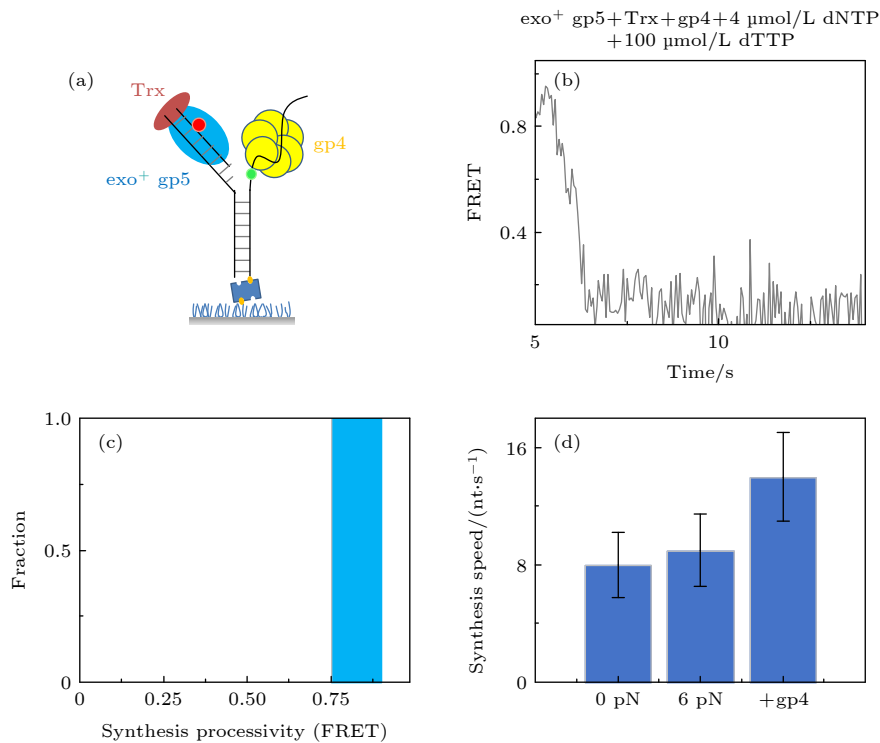 exo⁺ gp5+Trx+gp4+4 µmol/L dNTP
+100 µmol/L dTTP
(a)
Trx
gp4
exo⁺ gp5
(b)
0.8
0.4
FRET
5
10
Time/s
(c)
1.0
0.5
0
Fraction
0
0.25
0.50
0.75
Synthesis processivity (FRET)
(d)
16
8
0
Synthesis speed/(nt·s⁻¹)
0 pN
6 pN
+gp4